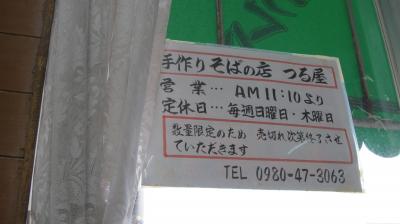 手作りそばの店 つる屋
営業…AM11:10より
定休日…毎週日曜日・木曜日
数量限定のため 売切れ次第終了させ
ていただきます
TEL 0980-47-3063